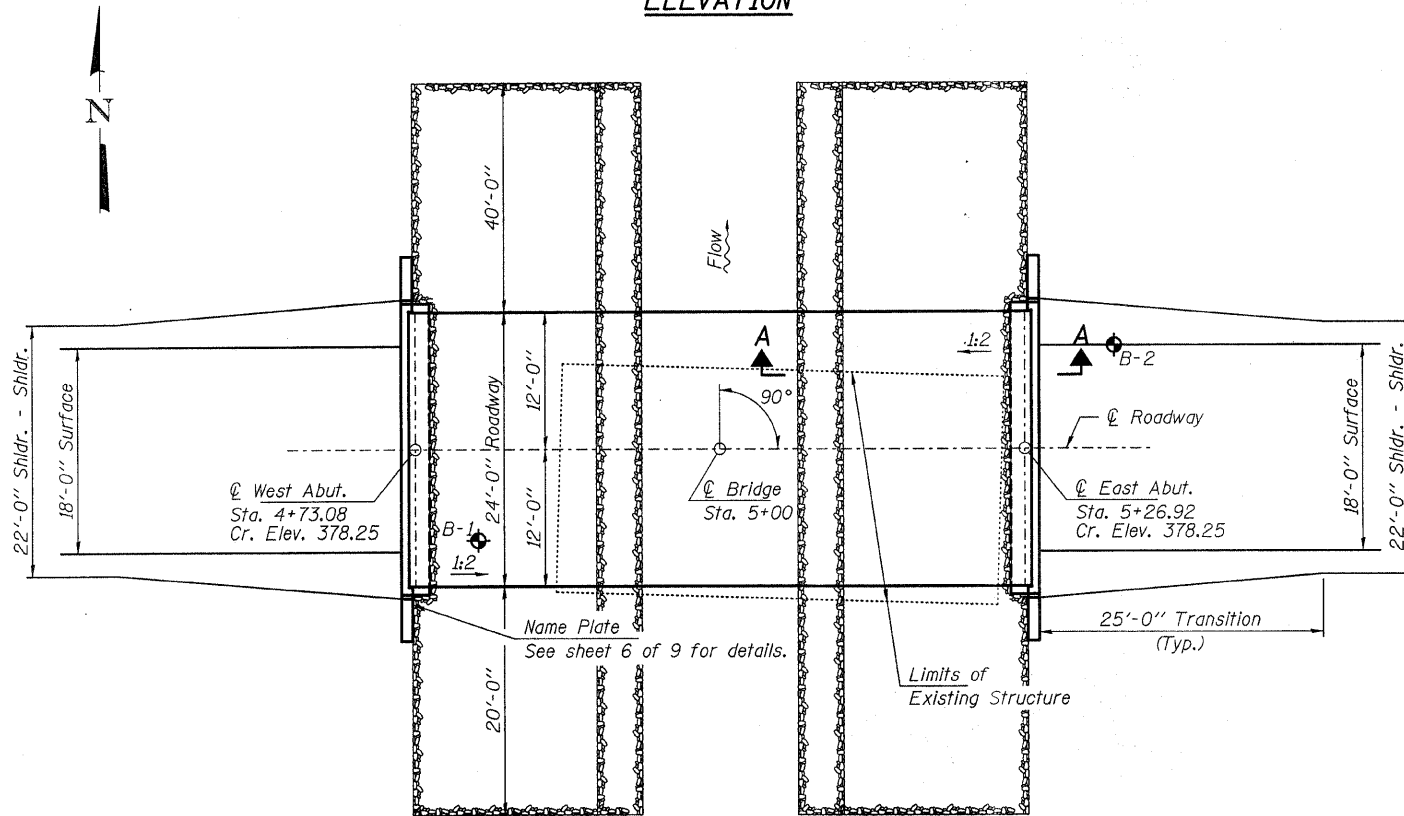 ELEVATION
N
40'-0"
Flow
A
1:2
A
B-2
22'-0" Shldr. - Shldr.
18'-0" Surface
24'-0" Roadway
12'-0"
12'-0"
90°
℄ Roadway
18'-0" Surface
22'-0" Shldr. - Shldr.
℄ West Abut.
Sta. 4+73.08
Cr. Elev. 378.25
℄ Bridge
Sta. 5+00
℄ East Abut.
Sta. 5+26.92
Cr. Elev. 378.25
B-1
1:2
Name Plate
See sheet 6 of 9 for details.
25'-0" Transition
(Typ.)
Limits of
Existing Structure
20'-0"